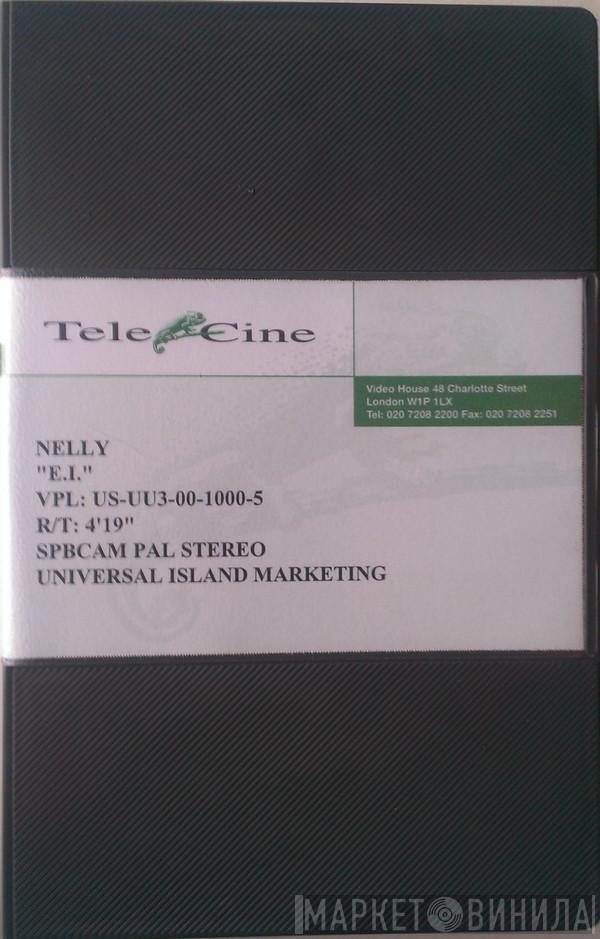 Tele Cine
Video House 48 Charlotte Street
London W1P 1LX
Tel: 020 7208 2200 Fax: 020 7208 2251
NELLY
"E.I."
VPL: US-UU3-00-1000-5
R/T: 4'19"
SPBCAM PAL STEREO
UNIVERSAL ISLAND MARKETING
МАРКЕТ ВИНИЛА